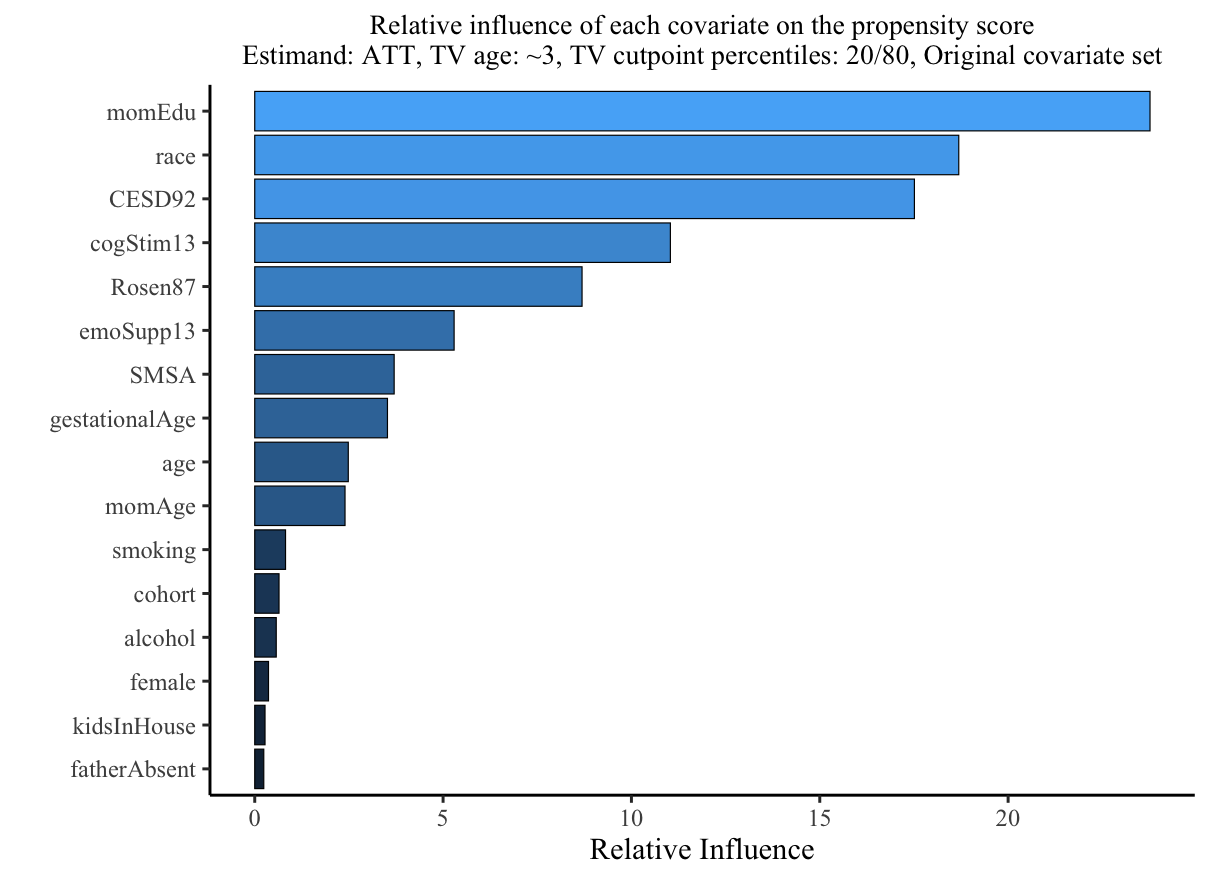 Relative influence of each covariate on the propensity score
Estimand: ATT, TV age: ~3, TV cutpoint percentiles: 20/80, Original covariate set
momEdu
race
CESD92
cogStim13
Rosen87
emoSupp13
SMSA
gestationalAge
age
momAge
smoking
cohort
alcohol
female
kidsInHouse
fatherAbsent
0 5 10 15 20
Relative Influence